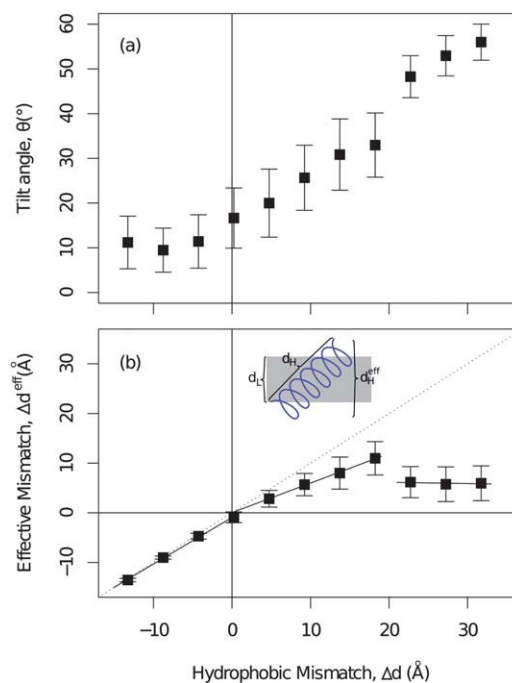 (a)
Tilt angle, θ(°)
60
50
40
30
20
10
0
(b)
Effective Mismatch, Δd^eff(Å)
30
20
10
0
−10
d_L
d_H
d_H^eff
−10 0 10 20 30
Hydrophobic Mismatch, Δd (Å)